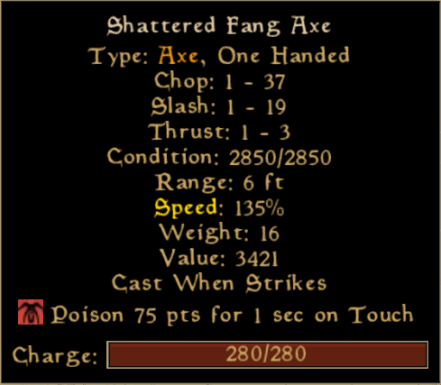 Shattered Fang Axe
Type: Axe, One Handed
Chop: 1 - 37
Slash: 1 - 19
Thrust: 1 - 3
Condition: 2850/2850
Range: 6 ft
Speed: 135%
Weight: 16
Value: 3421
Cast When Strikes
Poison 75 pts for 1 sec on Touch
Charge: 280/280